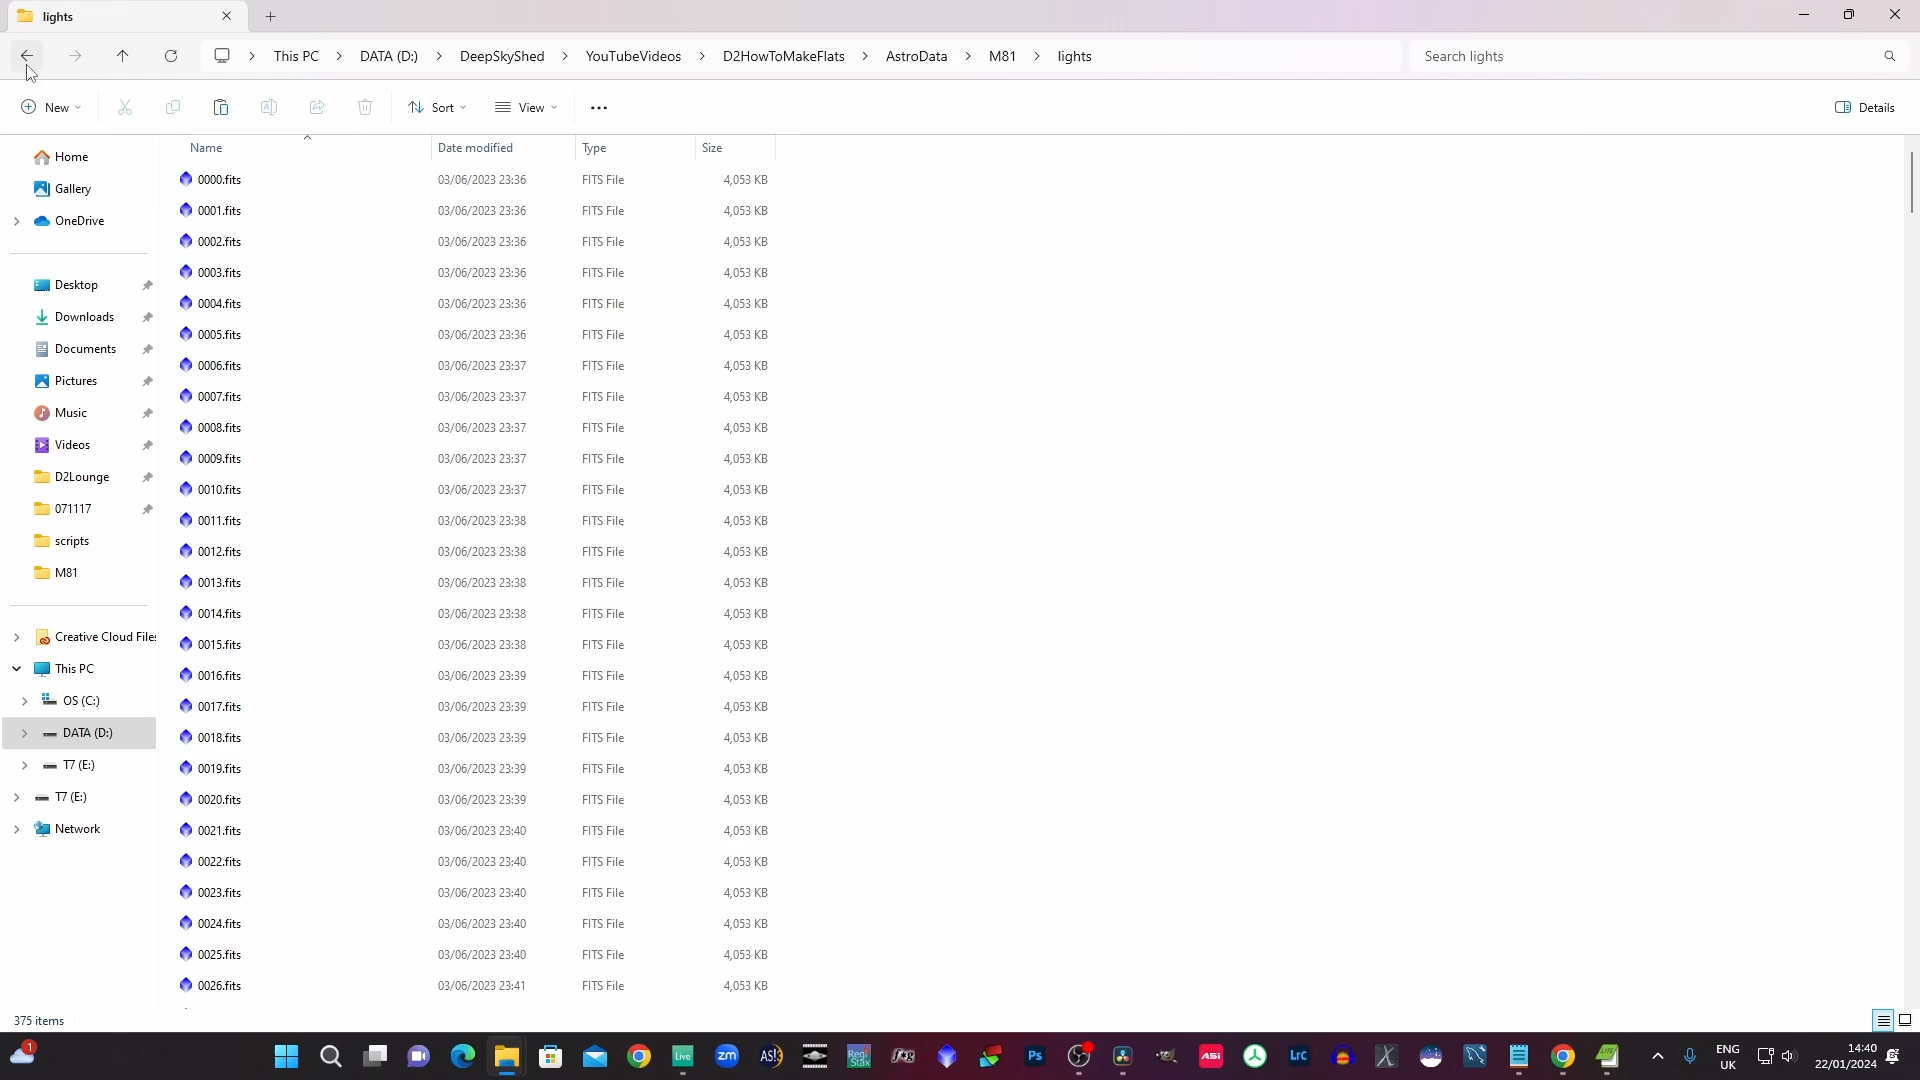 lights
This PC > DATA (D:) > DeepSkyShed > YouTubeVideos > D2HowToMakeFlats > AstroData > M81 > lights
Search lights
New
Sort
View
Details
Home
Gallery
OneDrive
Desktop
Downloads
Documents
Pictures
Music
Videos
D2Lounge
071117
scripts
M81
Creative Cloud Files
This PC
OS (C:)
DATA (D:)
T7 (E:)
T7 (E:)
Network
Name Date modified Type Size
0000.fits 03/06/2023 23:36 FITS File 4,053 KB
0001.fits 03/06/2023 23:36 FITS File 4,053 KB
0002.fits 03/06/2023 23:36 FITS File 4,053 KB
0003.fits 03/06/2023 23:36 FITS File 4,053 KB
0004.fits 03/06/2023 23:36 FITS File 4,053 KB
0005.fits 03/06/2023 23:36 FITS File 4,053 KB
0006.fits 03/06/2023 23:37 FITS File 4,053 KB
0007.fits 03/06/2023 23:37 FITS File 4,053 KB
0008.fits 03/06/2023 23:37 FITS File 4,053 KB
0009.fits 03/06/2023 23:37 FITS File 4,053 KB
0010.fits 03/06/2023 23:37 FITS File 4,053 KB
0011.fits 03/06/2023 23:38 FITS File 4,053 KB
0012.fits 03/06/2023 23:38 FITS File 4,053 KB
0013.fits 03/06/2023 23:38 FITS File 4,053 KB
0014.fits 03/06/2023 23:38 FITS File 4,053 KB
0015.fits 03/06/2023 23:38 FITS File 4,053 KB
0016.fits 03/06/2023 23:39 FITS File 4,053 KB
0017.fits 03/06/2023 23:39 FITS File 4,053 KB
0018.fits 03/06/2023 23:39 FITS File 4,053 KB
0019.fits 03/06/2023 23:39 FITS File 4,053 KB
0020.fits 03/06/2023 23:39 FITS File 4,053 KB
0021.fits 03/06/2023 23:40 FITS File 4,053 KB
0022.fits 03/06/2023 23:40 FITS File 4,053 KB
0023.fits 03/06/2023 23:40 FITS File 4,053 KB
0024.fits 03/06/2023 23:40 FITS File 4,053 KB
0025.fits 03/06/2023 23:40 FITS File 4,053 KB
0026.fits 03/06/2023 23:41 FITS File 4,053 KB
375 items
1
Live
zm
AS!
Reg Stax
Ps
ASI
LrC
ENG
UK
14:40
22/01/2024